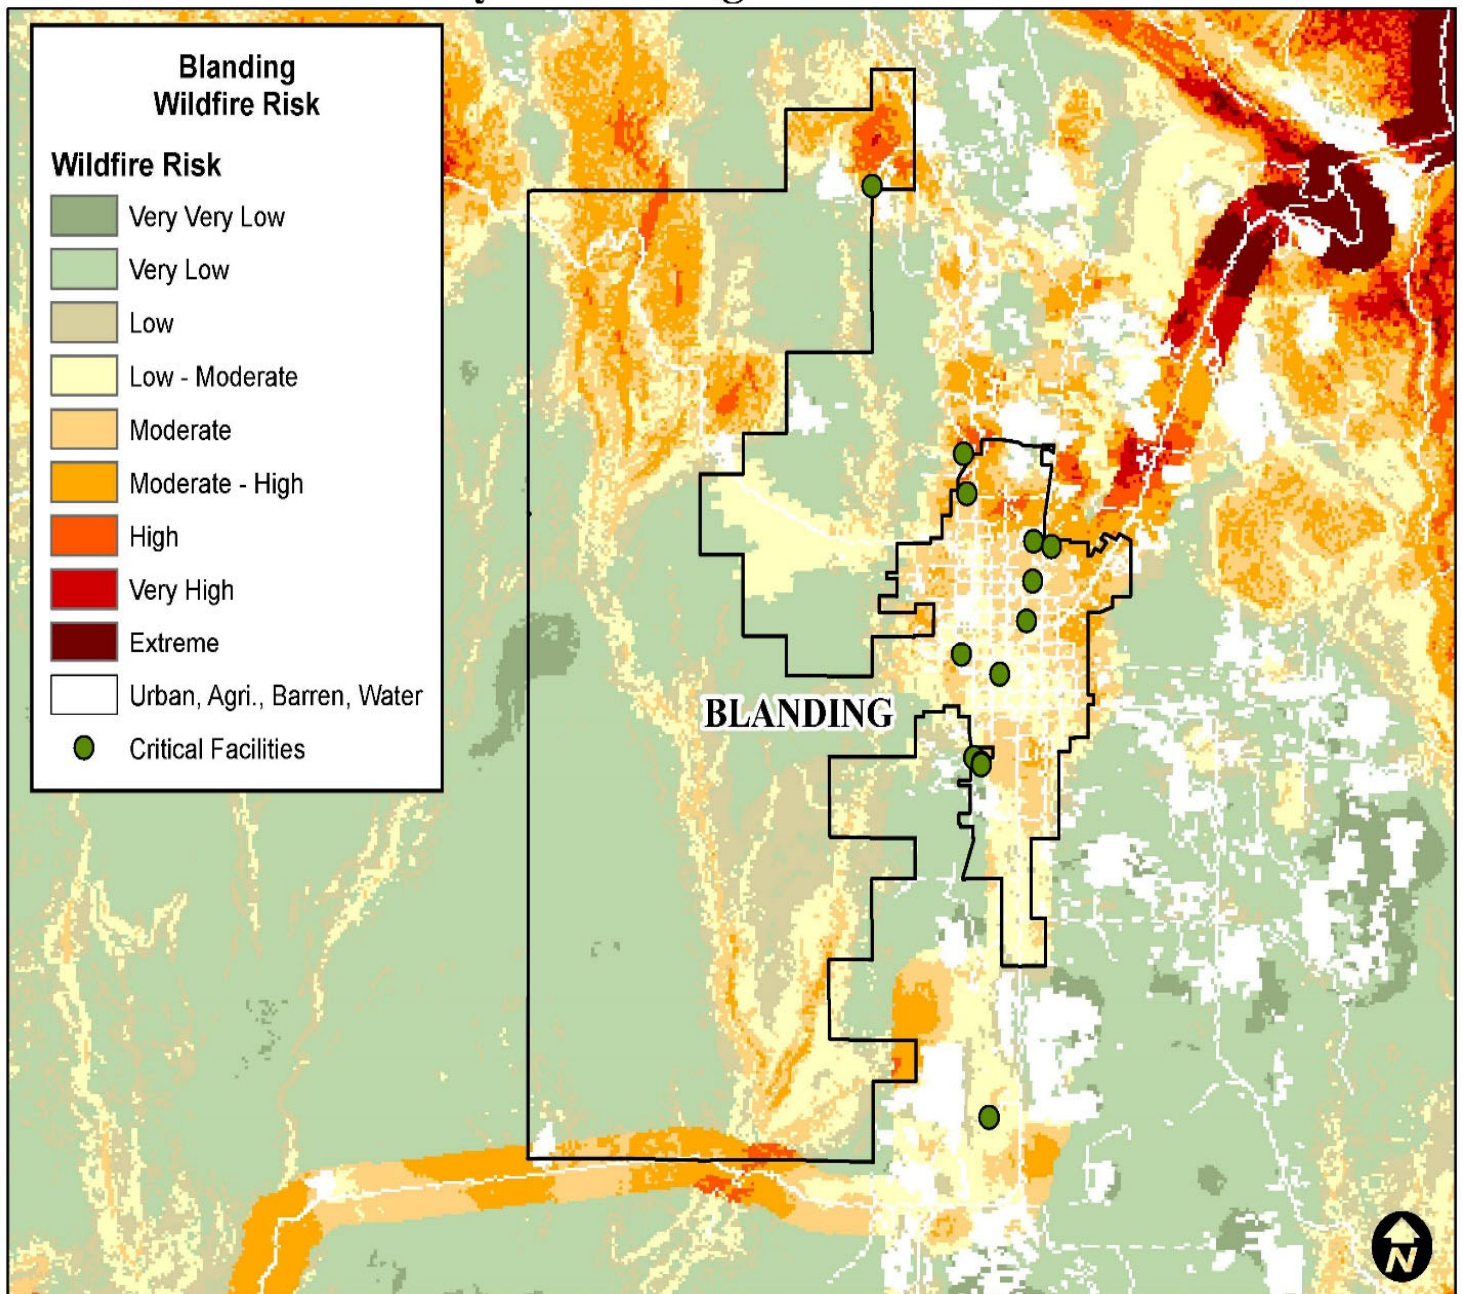 Blanding
Wildfire Risk
Wildfire Risk
Very Very Low
Very Low
Low
Low - Moderate
Moderate
Moderate - High
High
Very High
Extreme
Urban, Agri., Barren, Water
Critical Facilities
BLANDING
N